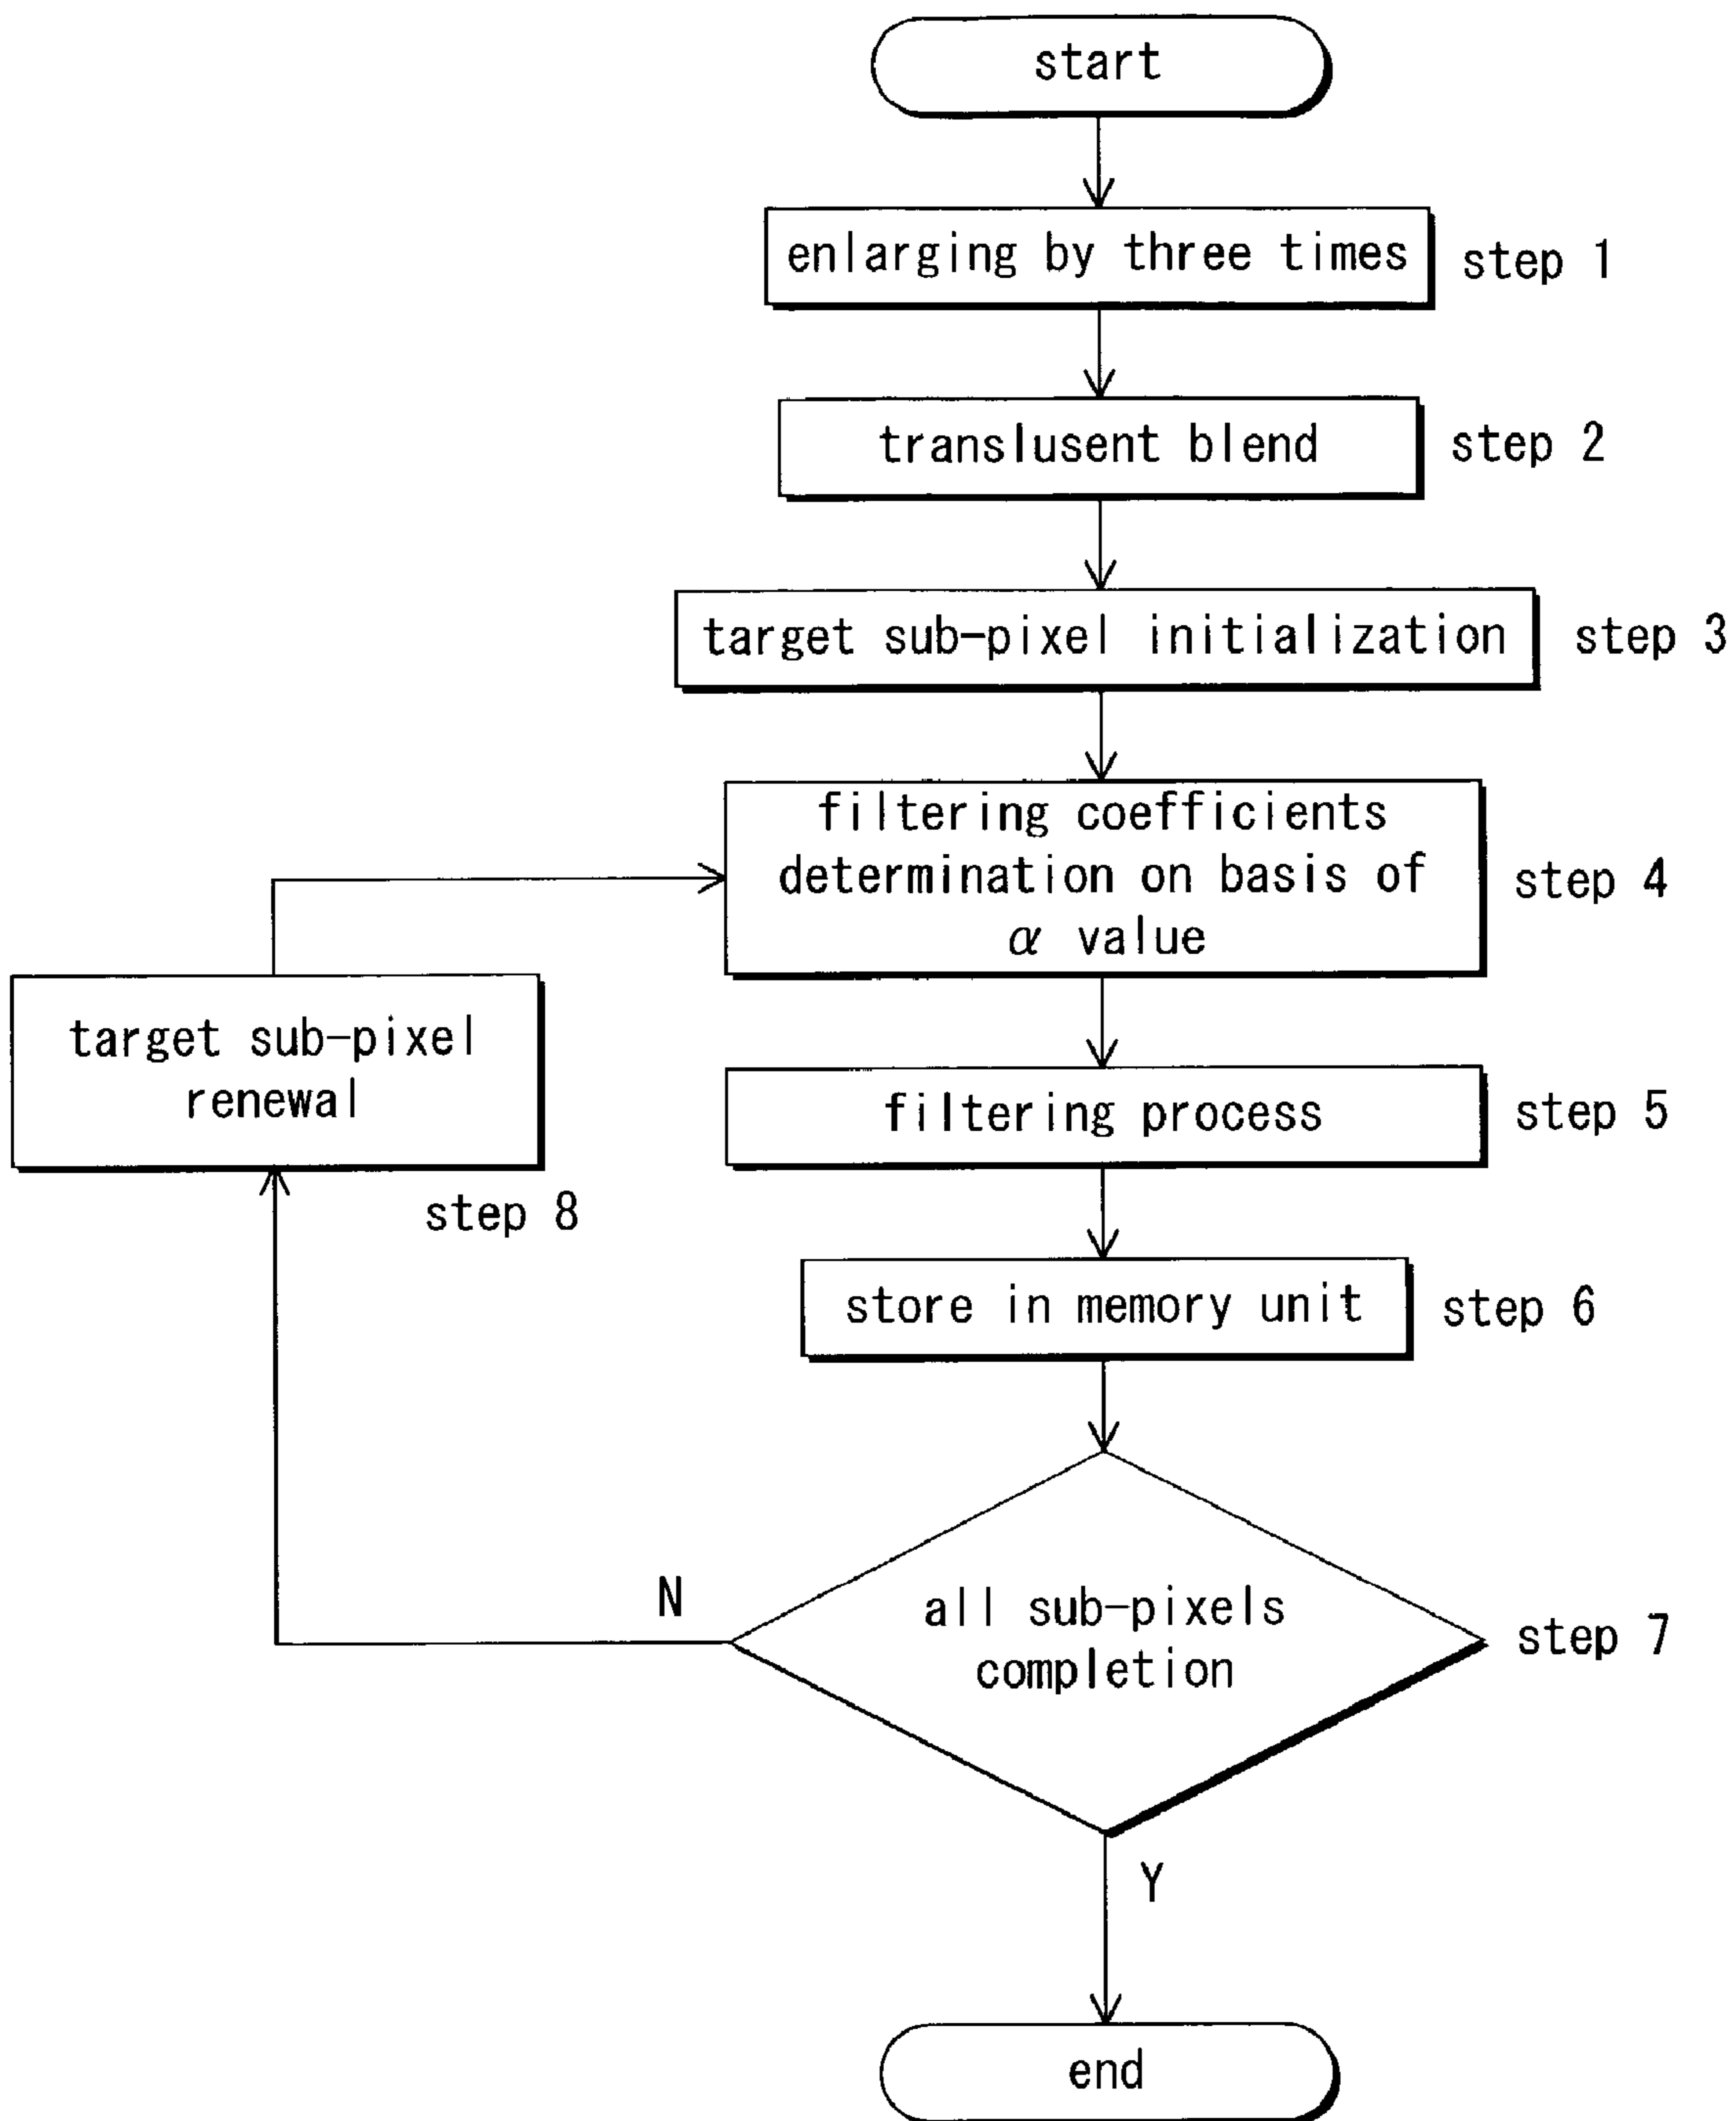 start
enlarging by three times
step 1
translusent blend
step 2
target sub-pixel initialization
step 3
filtering coefficients
determination on basis of
α value
step 4
target sub-pixel
renewal
step 8
filtering process
step 5
store in memory unit
step 6
all sub-pixels
completion
step 7
N
Y
end